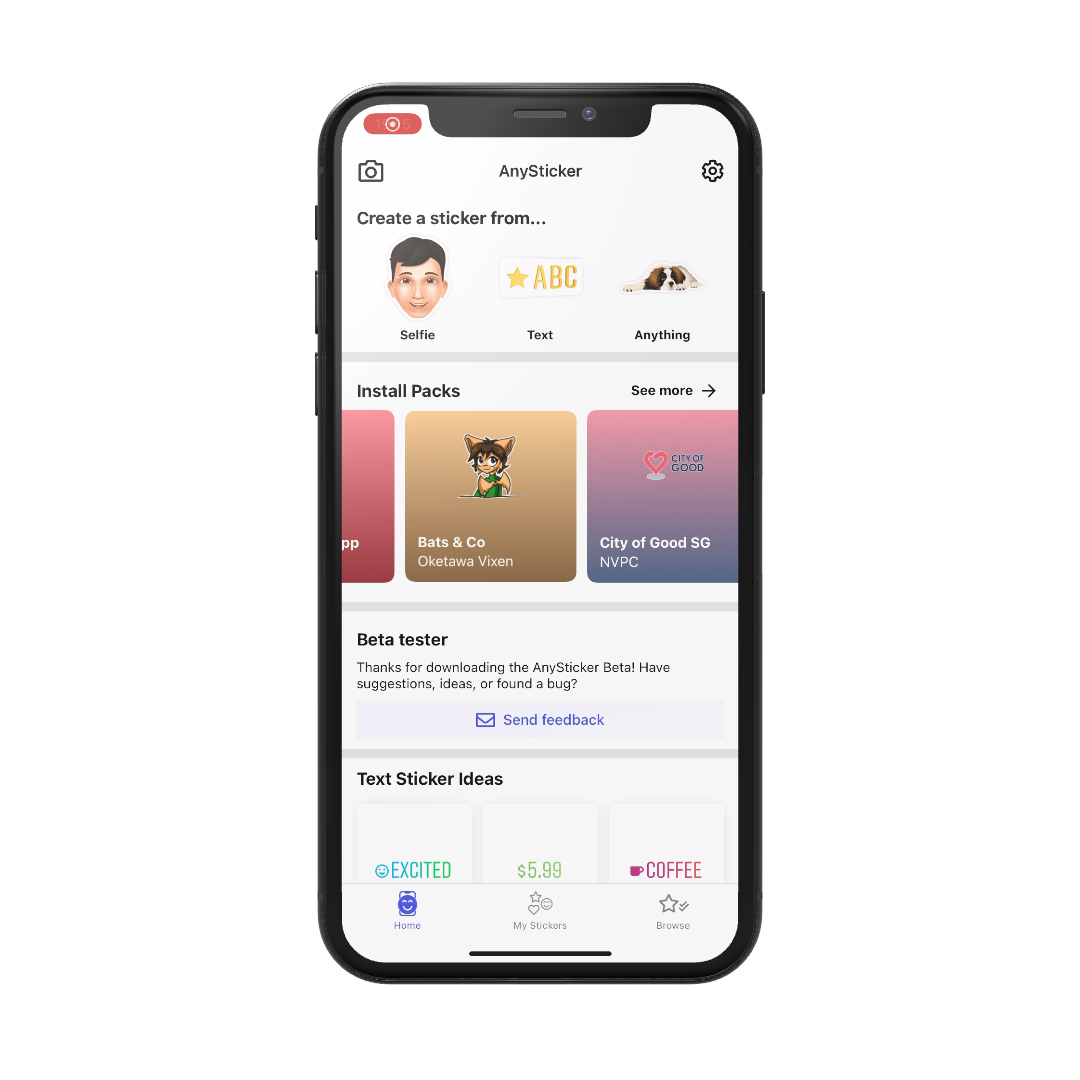 AnySticker
Create a sticker from...
ABC
Selfie
Text
Anything
Install Packs
See more
pp
CITY OF
GOOD
Bats & Co
Oketawa Vixen
City of Good SG
NVPC
Beta tester
Thanks for downloading the AnySticker Beta! Have
suggestions, ideas, or found a bug?
Send feedback
Text Sticker Ideas
EXCITED
$5.99
COFFEE
Home
My Stickers
Browse